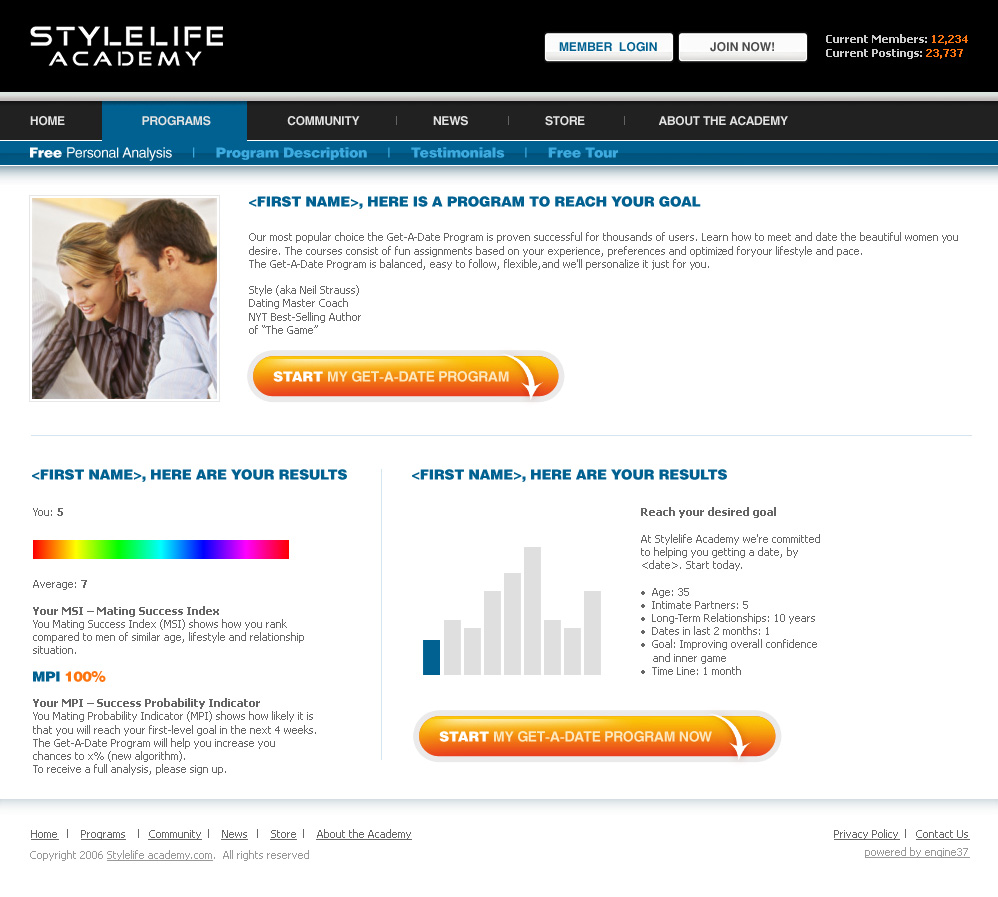 STYLELIFE
ACADEMY
MEMBER LOGIN
JOIN NOW!
Current Members: 12,234
Current Postings: 23,737
HOME
PROGRAMS
COMMUNITY
NEWS
STORE
ABOUT THE ACADEMY
Free Personal Analysis
Program Description
Testimonials
Free Tour
<FIRST NAME>, HERE IS A PROGRAM TO REACH YOUR GOAL
Our most popular choice the Get-A-Date Program is proven successful for thousands of users. Learn how to meet and date the beautiful women you
desire. The courses consist of fun assignments based on your experience, preferences and optimized foryour lifestyle and pace.
The Get-A-Date Program is balanced, easy to follow, flexible,and we'll personalize it just for you.
Style (aka Neil Strauss)
Dating Master Coach
NYT Best-Selling Author
of “The Game”
START MY GET-A-DATE PROGRAM
<FIRST NAME>, HERE ARE YOUR RESULTS
You: 5
Average: 7
Your MSI – Mating Success Index
You Mating Success Index (MSI) shows how you rank
compared to men of similar age, lifestyle and relationship
situation.
MPI 100%
Your MPI – Success Probability Indicator
You Mating Probability Indicator (MPI) shows how likely it is
that you will reach your first-level goal in the next 4 weeks.
The Get-A-Date Program will help you increase you
chances to x% (new algorithm).
To receive a full analysis, please sign up.
<FIRST NAME>, HERE ARE YOUR RESULTS
Reach your desired goal
At Stylelife Academy we're committed
to helping you getting a date, by
<date>. Start today.
• Age: 35
• Intimate Partners: 5
• Long-Term Relationships: 10 years
• Dates in last 2 months: 1
• Goal: Improving overall confidence
and inner game
• Time Line: 1 month
START MY GET-A-DATE PROGRAM NOW
Home | Programs | Community | News | Store | About the Academy
Privacy Policy | Contact Us
Copyright 2006 Stylelife academy.com. All rights reserved
powered by engine37